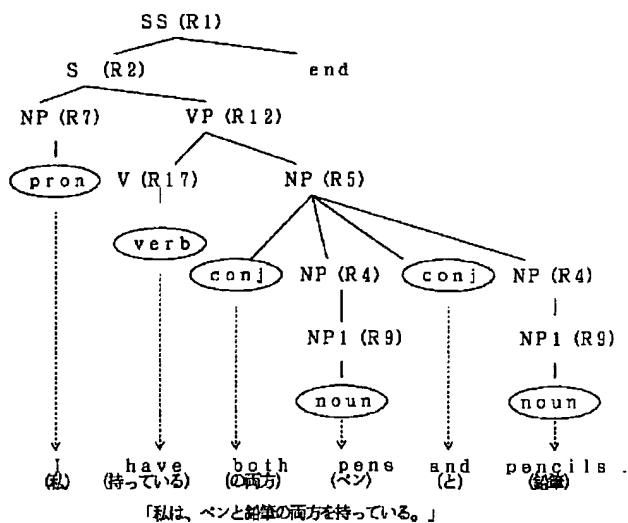 SS (R1)
S (R2) end
NP (R7) VP (R12)
pron V (R17) NP (R5)
verb
conj NP (R4) conj NP (R4)
NP1 (R9) NP1 (R9)
noun noun
I have both pens and pencils .
(私) (持っている) (の両方) (ペン) (と) (鉛筆)
「私は、ペンと鉛筆の両方を持っている。」